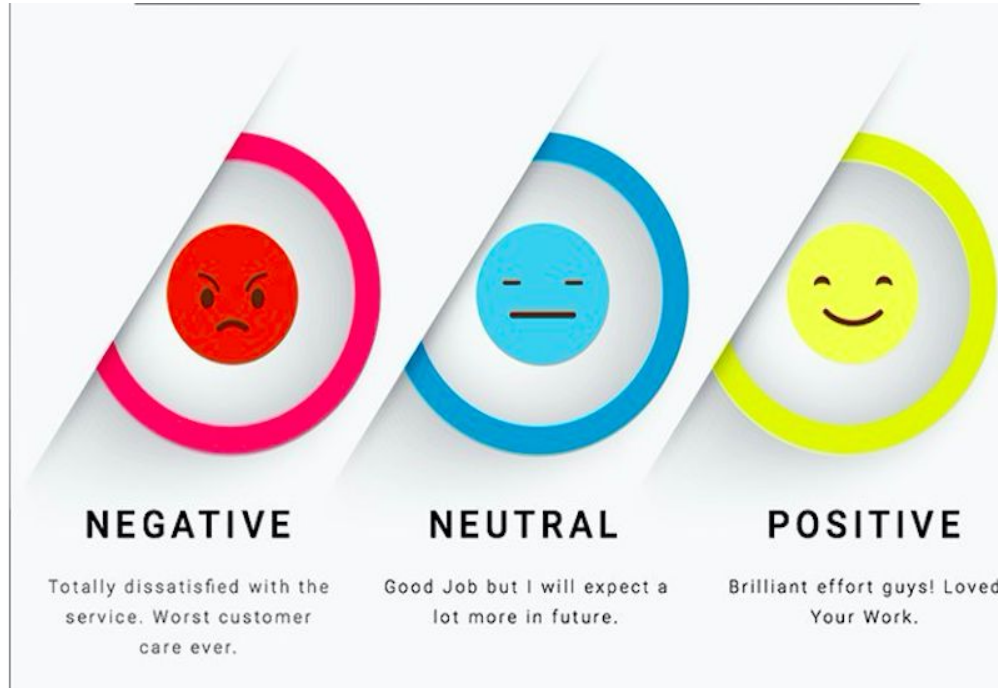 NEGATIVE
Totally dissatisfied with the
service. Worst customer
care ever.
NEUTRAL
Good Job but I will expect a
lot more in future.
POSITIVE
Brilliant effort guys! Loved
Your Work.